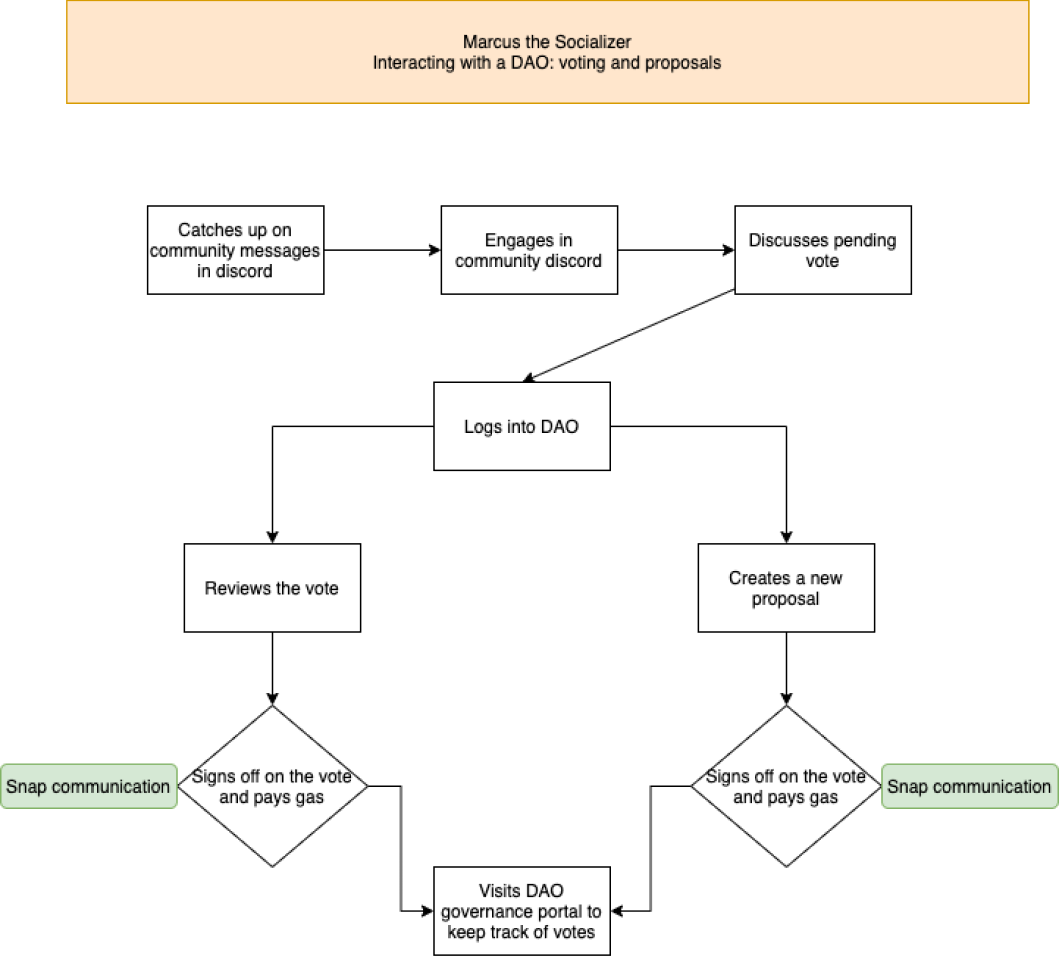 Marcus the Socializer
Interacting with a DAO: voting and proposals
Catches up on
community messages
in discord
Engages in
community discord
Discusses pending
vote
Logs into DAO
Reviews the vote
Creates a new
proposal
Snap communication
Signs off on the vote
and pays gas
Signs off on the vote
and pays gas
Snap communication
Visits DAO
governance portal to
keep track of votes